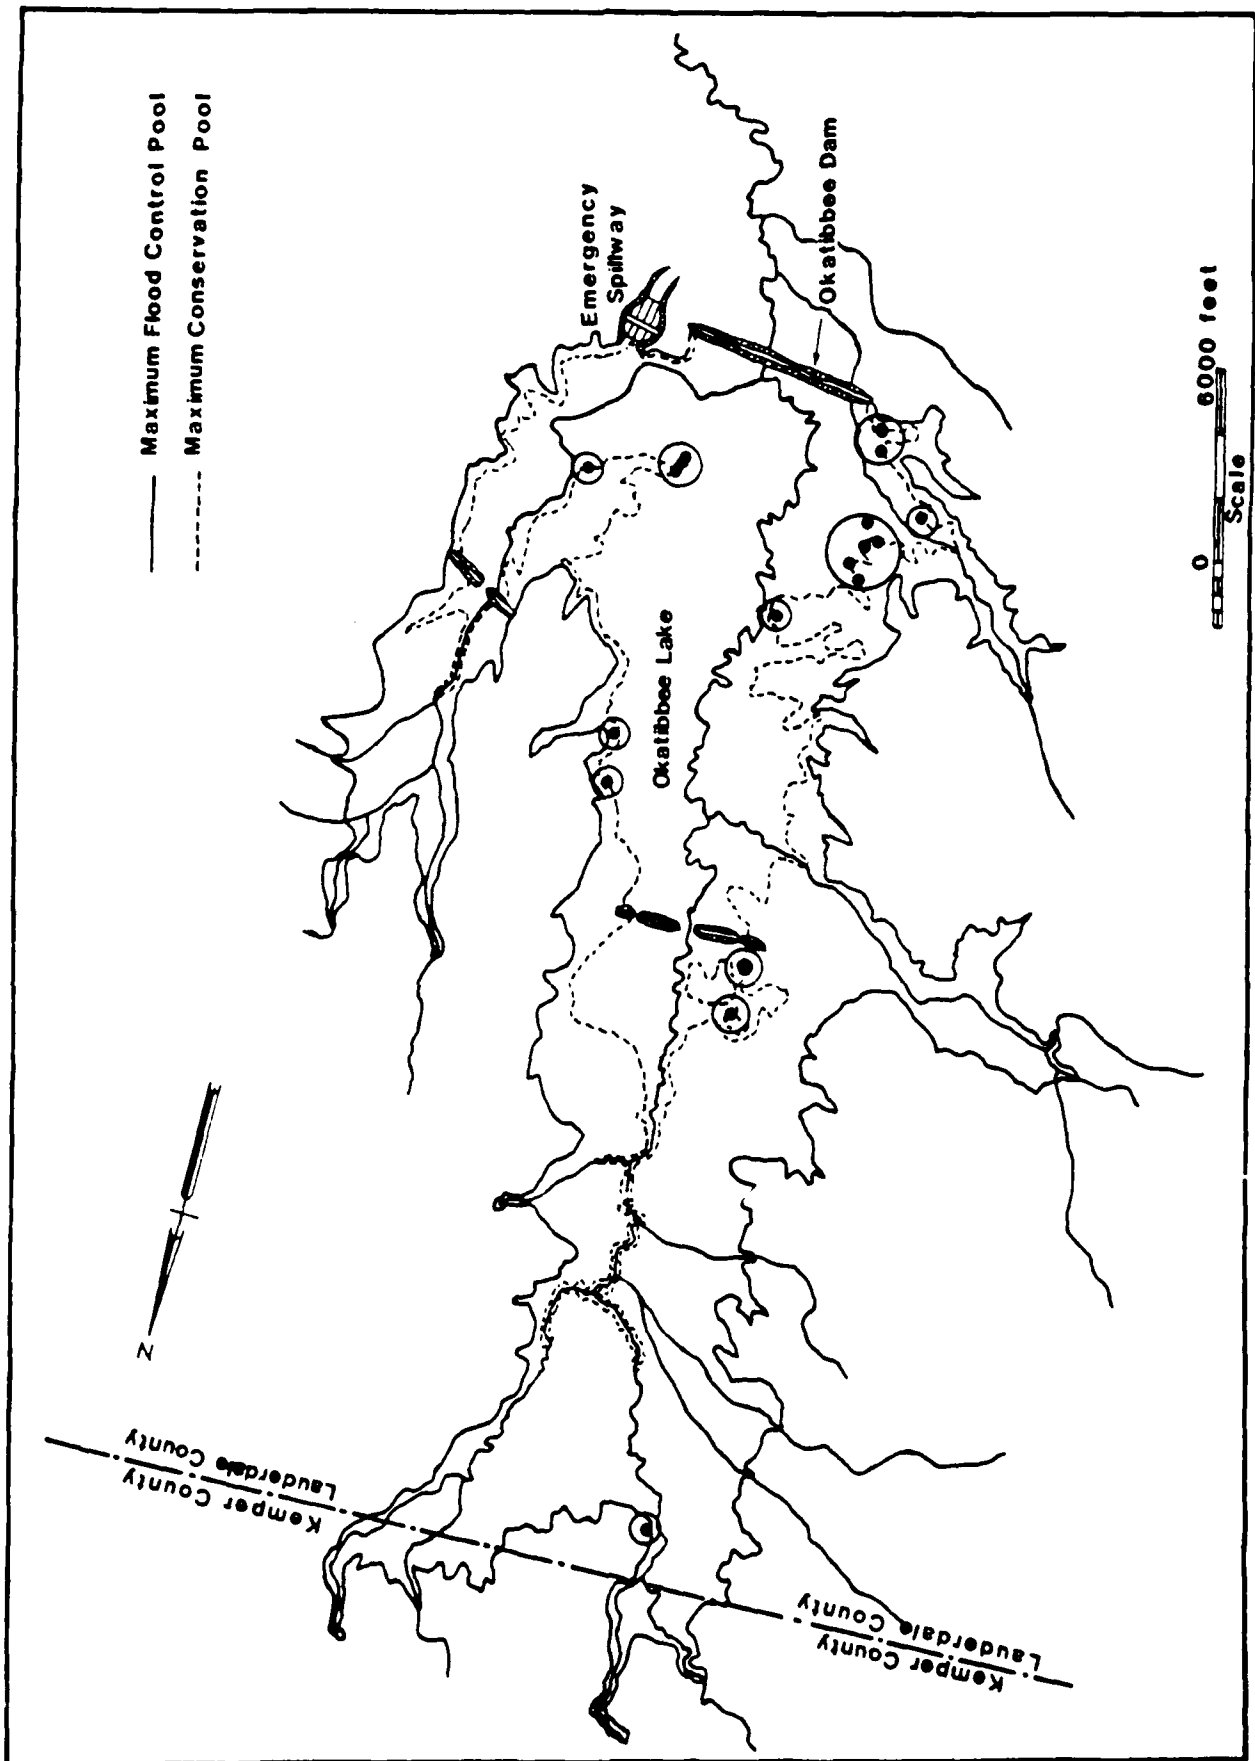 Maximum Flood Control Pool
Maximum Conservation Pool
Emergency
Spillway
Okatibbee Dam
Okatibbee Lake
0
6000 feet
Scale
N
Lauderdale County
Kemper County
Lauderdale County
Kemper County